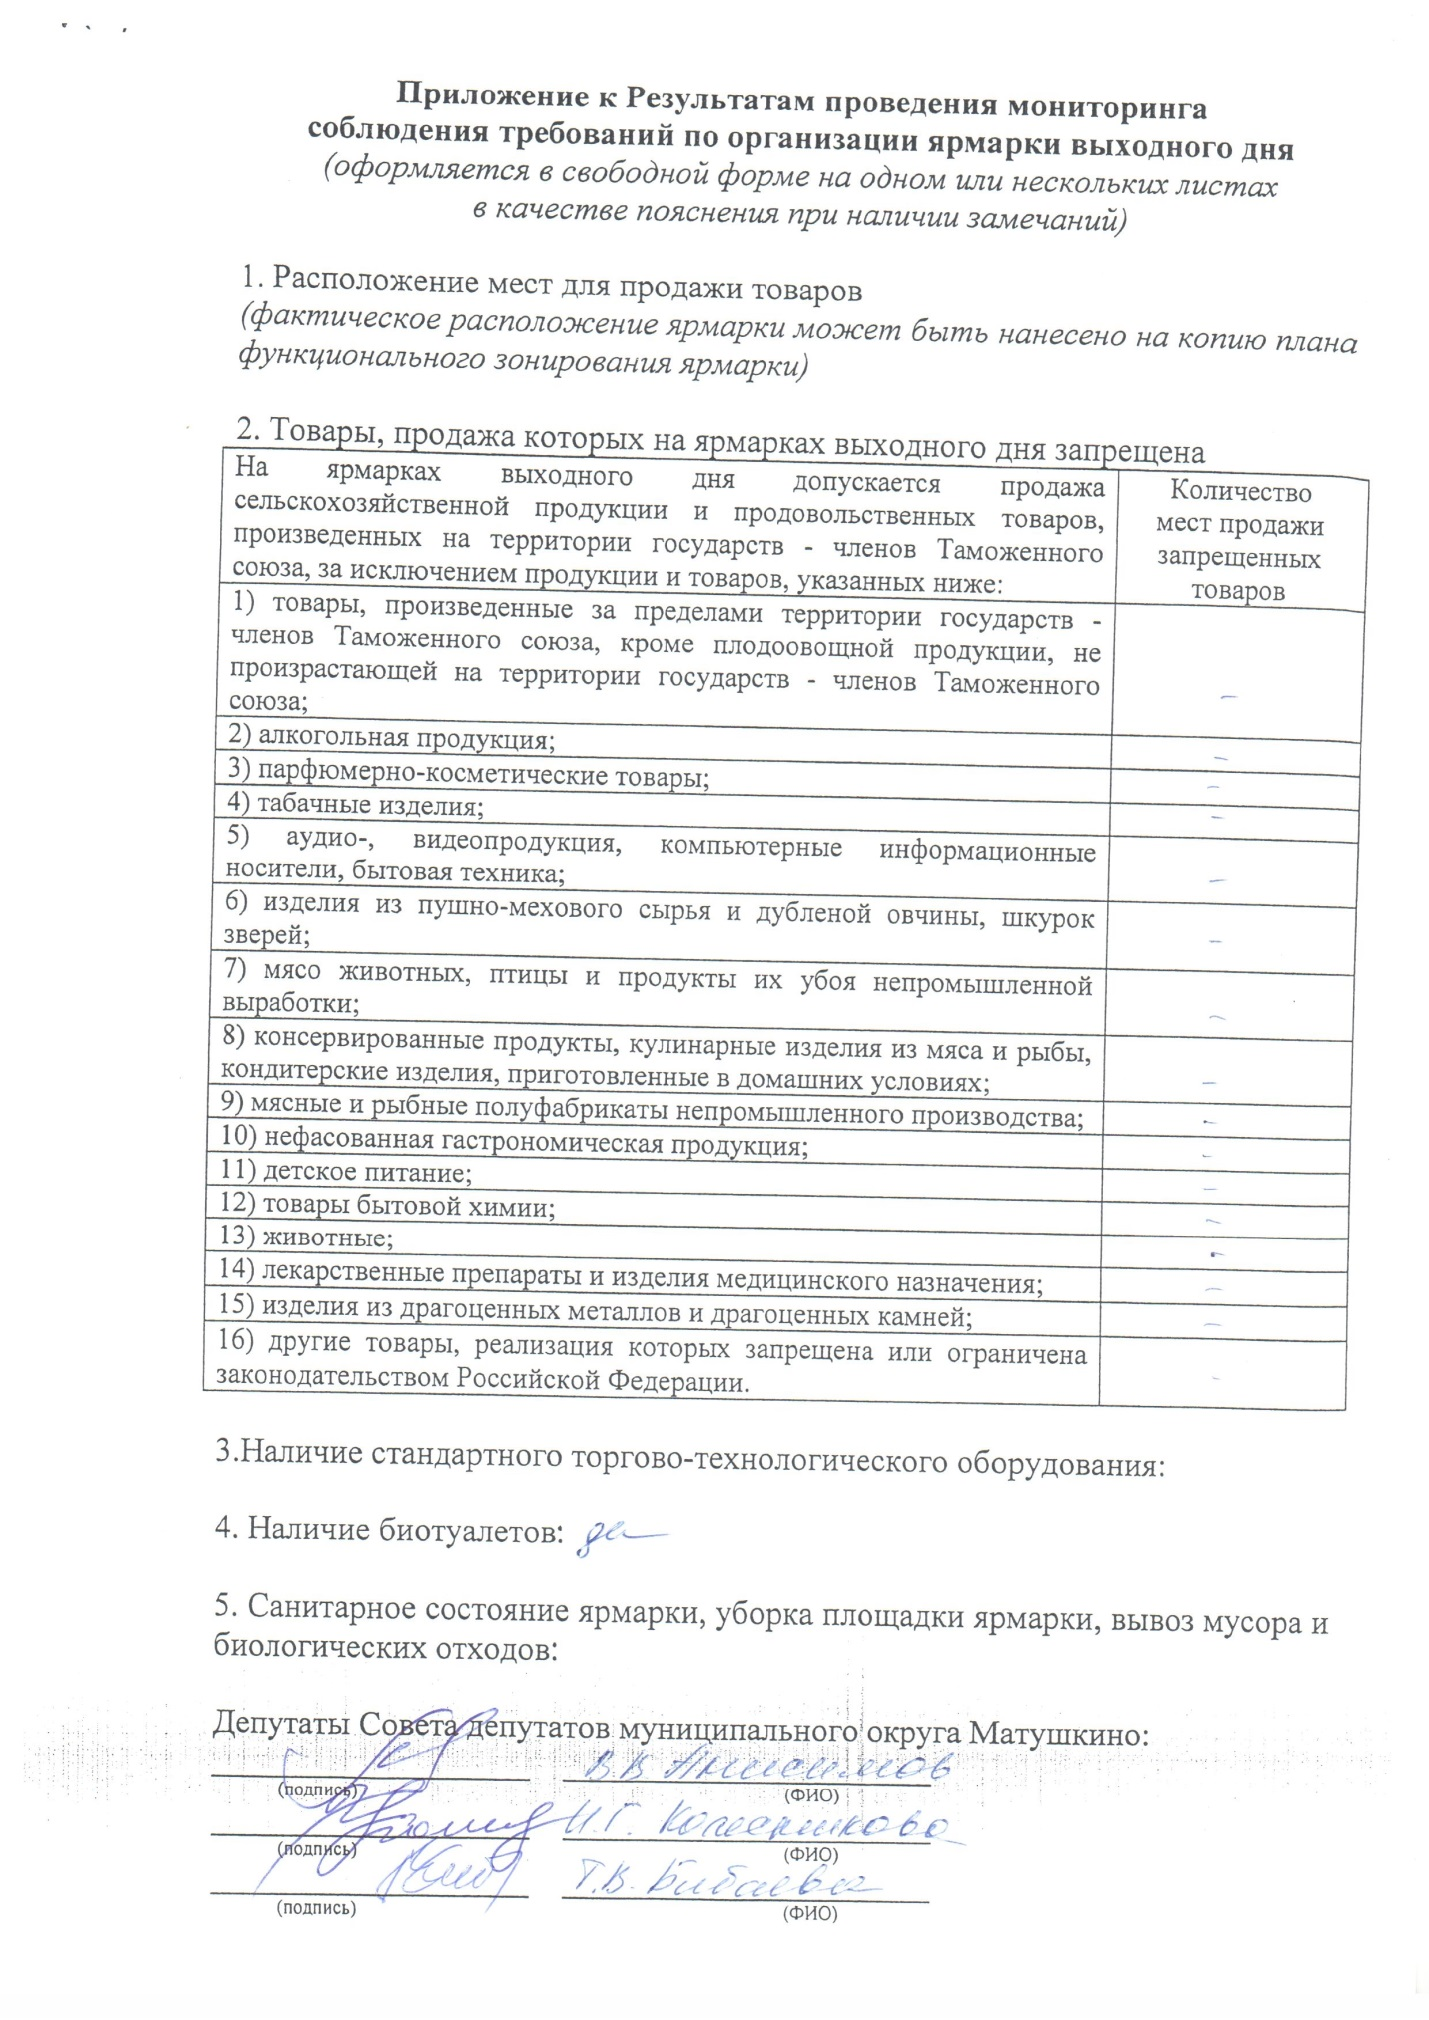 Приложение к Результатам проведения мониторинга
соблюдения требований по организации ярмарки выходного дня
(оформляется в свободной форме на одном или нескольких листах
в качестве пояснения при наличии замечаний)
1. Расположение мест для продажи товаров
(фактическое расположение ярмарки может быть нанесено на копию плана
функционального зонирования ярмарки)
2. Товары, продажа которых на ярмарках выходного дня запрещена
На ярмарках выходного дня допускается продажа
сельскохозяйственной продукции и продовольственных товаров,
произведенных на территории государств - членов Таможенного
союза, за исключением продукции и товаров, указанных ниже:
Количество
мест продажи
запрещенных
товаров
1) товары, произведенные за пределами территории государств -
членов Таможенного союза, кроме плодоовощной продукции, не
произрастающей на территории государств - членов Таможенного
союза;
–
2) алкогольная продукция;
–
3) парфюмерно-косметические товары;
–
4) табачные изделия;
–
5) аудио-, видеопродукция, компьютерные информационные
носители, бытовая техника;
–
6) изделия из пушно-мехового сырья и дубленой овчины, шкурок
зверей;
–
7) мясо животных, птицы и продукты их убоя непромышленной
выработки;
–
8) консервированные продукты, кулинарные изделия из мяса и рыбы,
кондитерские изделия, приготовленные в домашних условиях;
–
9) мясные и рыбные полуфабрикаты непромышленного производства;
–
10) нефасованная гастрономическая продукция;
–
11) детское питание;
–
12) товары бытовой химии;
–
13) животные;
–
14) лекарственные препараты и изделия медицинского назначения;
–
15) изделия из драгоценных металлов и драгоценных камней;
–
16) другие товары, реализация которых запрещена или ограничена
законодательством Российской Федерации.
–
3.Наличие стандартного торгово-технологического оборудования:
4. Наличие биотуалетов: да
5. Санитарное состояние ярмарки, уборка площадки ярмарки, вывоз мусора и
биологических отходов:
Депутаты Совета депутатов муниципального округа Матушкино:
В.В Анисимов
(подпись) (ФИО)
И.Г. Командикова
(подпись) (ФИО)
Т.В. Бибаева
(подпись) (ФИО)